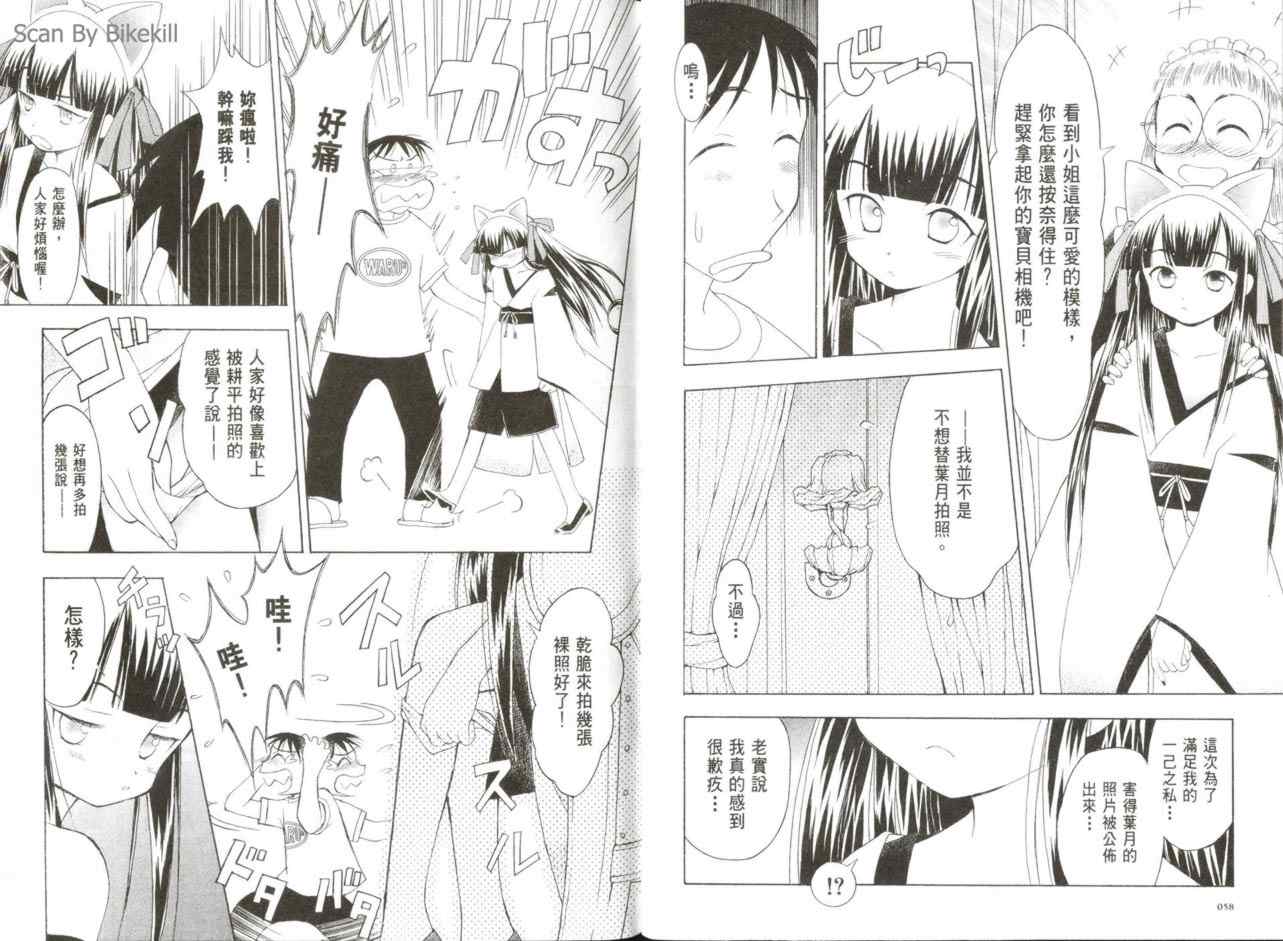 Scan By Bikekill
看到小姐這麼可愛的模樣，
你怎麼還按奈得住？
趕緊拿起你的寶貝相機吧！
じーっ
嗚…
——我並不是
不想替葉月拍照。
不過…
這次為了
滿足我的
一己之私…
害得葉月的
照片被公佈
出來…
老實說
我真的感到
很歉疚…
!?
058
がすっ
好痛—
WARU
妳瘋啦！
幹嘛踩我！
怎麼辦，
人家好煩惱喔！
人家好像喜歡上
被耕平拍照的
感覺了說——
ゴゴ
好想再多拍
幾張說——
乾脆來拍幾張
裸照好了！
スル
スル
哇！
哇！
ドタ
バタ
チラッ
怎樣？